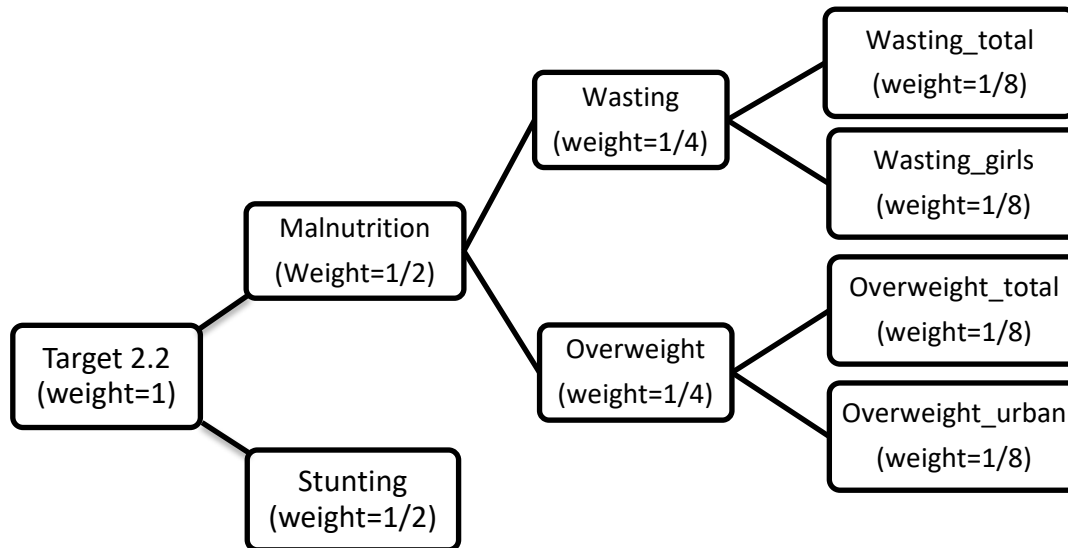 Wasting_total
(weight=1/8)
Wasting
(weight=1/4)
Wasting_girls
(weight=1/8)
Malnutrition
(Weight=1/2)
Overweight_total
(weight=1/8)
Target 2.2
(weight=1)
Overweight
(weight=1/4)
Overweight_urban
(weight=1/8)
Stunting
(weight=1/2)